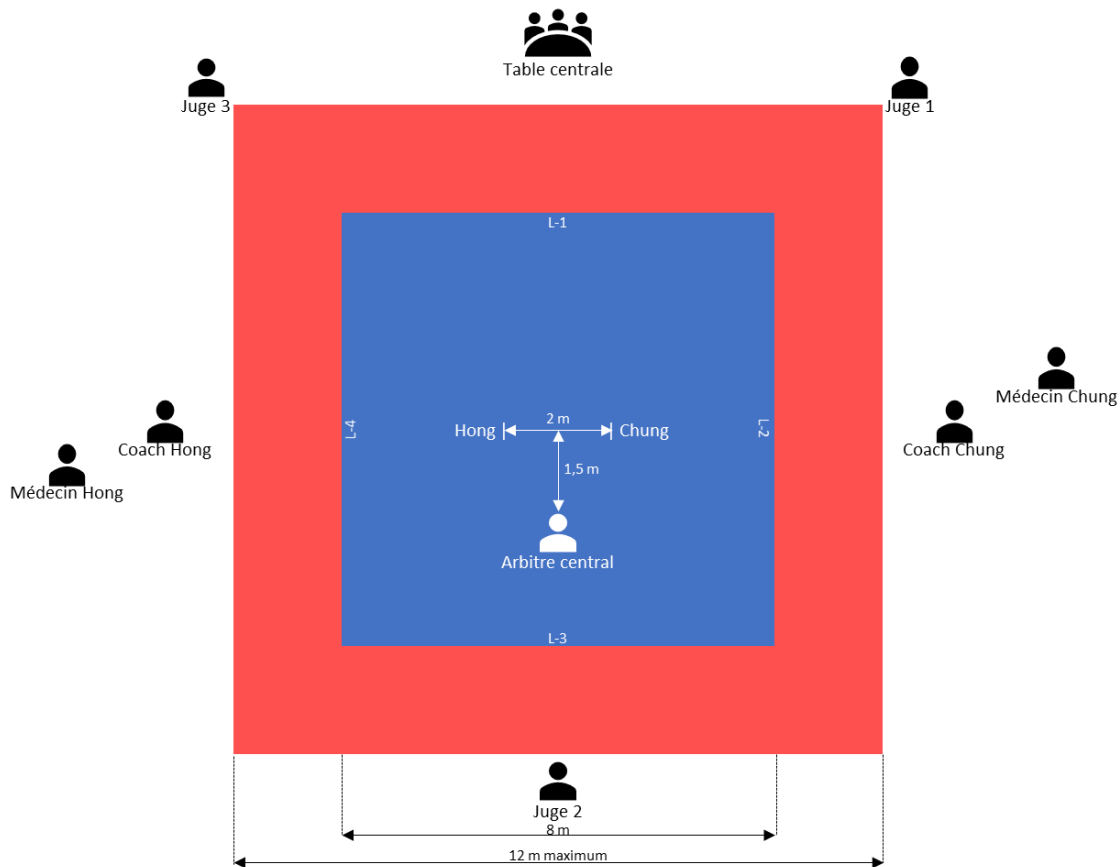 Table centrale
Juge 3
Juge 1
L-1
Médecin Chung
L-4
Hong
2 m
Chung
L-2
Coach Hong
Coach Chung
1,5 m
Médecin Hong
Arbitre central
L-3
Juge 2
8 m
12 m maximum